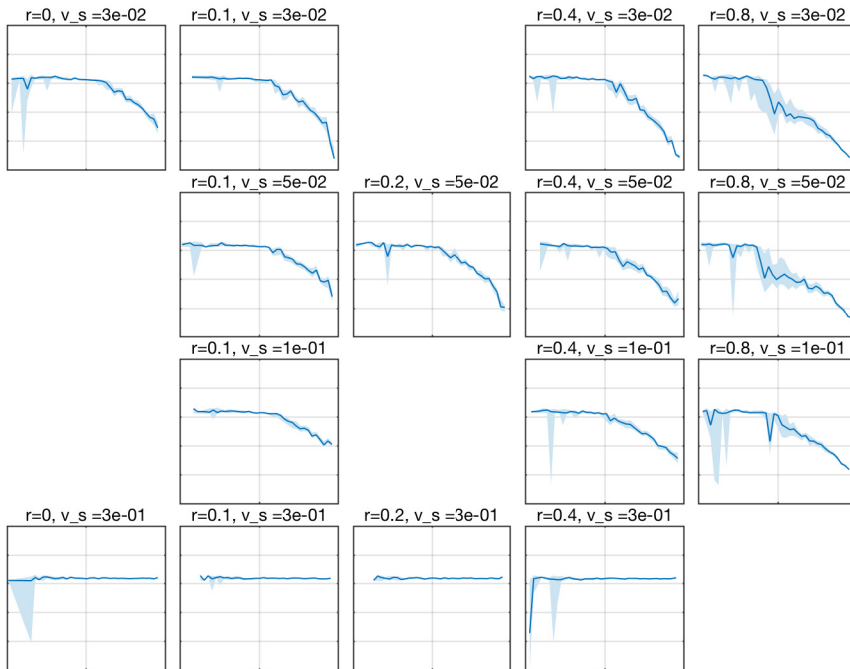 r=0, v_s =3e-02
r=0.1, v_s =3e-02
r=0.4, v_s =3e-02
r=0.8, v_s =3e-02
r=0.1, v_s =5e-02
r=0.2, v_s =5e-02
r=0.4, v_s =5e-02
r=0.8, v_s =5e-02
r=0.1, v_s =1e-01
r=0.4, v_s =1e-01
r=0.8, v_s =1e-01
r=0, v_s =3e-01
r=0.1, v_s =3e-01
r=0.2, v_s =3e-01
r=0.4, v_s =3e-01